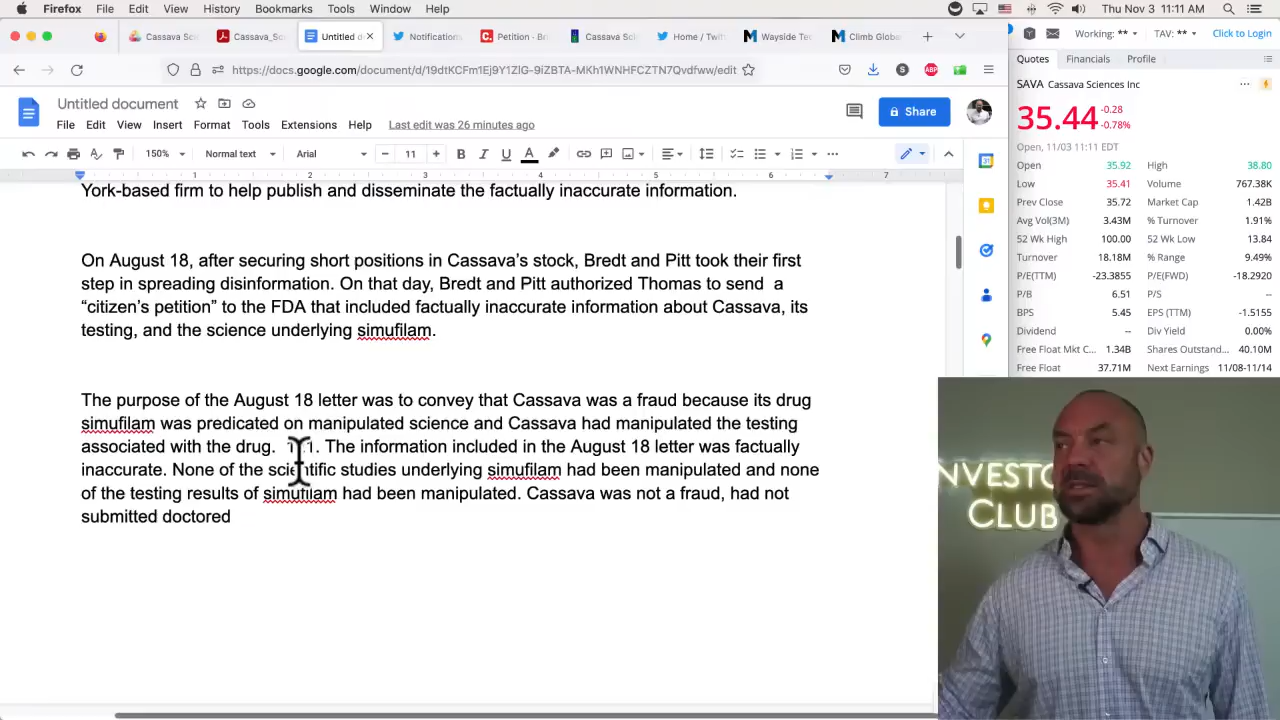 Firefox File Edit View History Bookmarks Tools Window Help Thu Nov 3 11:11 AM
Cassava Sci Cassava_Sc Untitled d Notifications Petition - Br Cassava Sci Home / Twit Wayside Te Climb Global
https://docs.google.com/document/d/19dtKCFm1Ej9Y1ZlG-9iZBTA-MKh1WNHFCZTN7Qvdfww/edit
Untitled document
Share
File Edit View Insert Format Tools Extensions Help Last edit was 26 minutes ago
150% Normal text Arial 11
1 2 3 4 5 6 7
York-based firm to help publish and disseminate the factually inaccurate information.
On August 18, after securing short positions in Cassava's stock, Bredt and Pitt took their first
step in spreading disinformation. On that day, Bredt and Pitt authorized Thomas to send a
“citizen's petition” to the FDA that included factually inaccurate information about Cassava, its
testing, and the science underlying simufilam.
The purpose of the August 18 letter was to convey that Cassava was a fraud because its drug
simufilam was predicated on manipulated science and Cassava had manipulated the testing
associated with the drug. The information included in the August 18 letter was factually
inaccurate. None of the scientific studies underlying simufilam had been manipulated and none
of the testing results of simufilam had been manipulated. Cassava was not a fraud, had not
submitted doctored
Working: ** TAV: ** Click to Login
Quotes Financials Profile
SAVA Cassava Sciences Inc
35.44 -0.28
-0.78%
Open, 11/03 11:11 EDT
Open 35.92 High 38.80
Low 35.41 Volume 767.38K
Prev Close 35.72 Market Cap 1.42B
Avg Vol(3M) 3.43M % Turnover 1.91%
52 Wk High 100.00 52 Wk Low 13.84
Turnover 18.18M % Range 9.49%
P/E(TTM) -23.3855 P/E(FWD) -18.2920
P/B 6.51 P/S --
BPS 5.45 EPS (TTM) -1.5155
Dividend -- Div Yield 0.00%
Free Float Mkt C... 1.34B Shares Outstand... 40.10M
Free Float 37.71M Next Earnings 11/08-11/14
INVESTO
CLUB